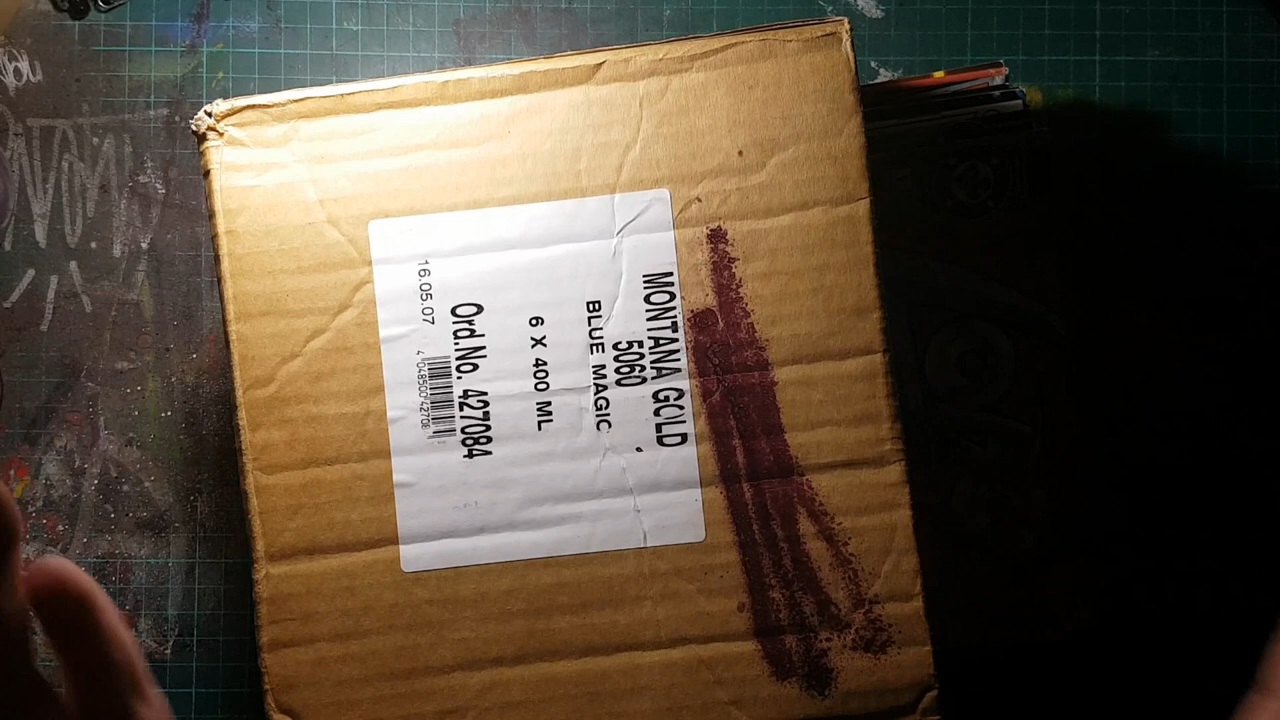 MONTANA GOLD
5060
BLUE MAGIC
6 X 400 ML
Ord.No. 427084
16.05.07